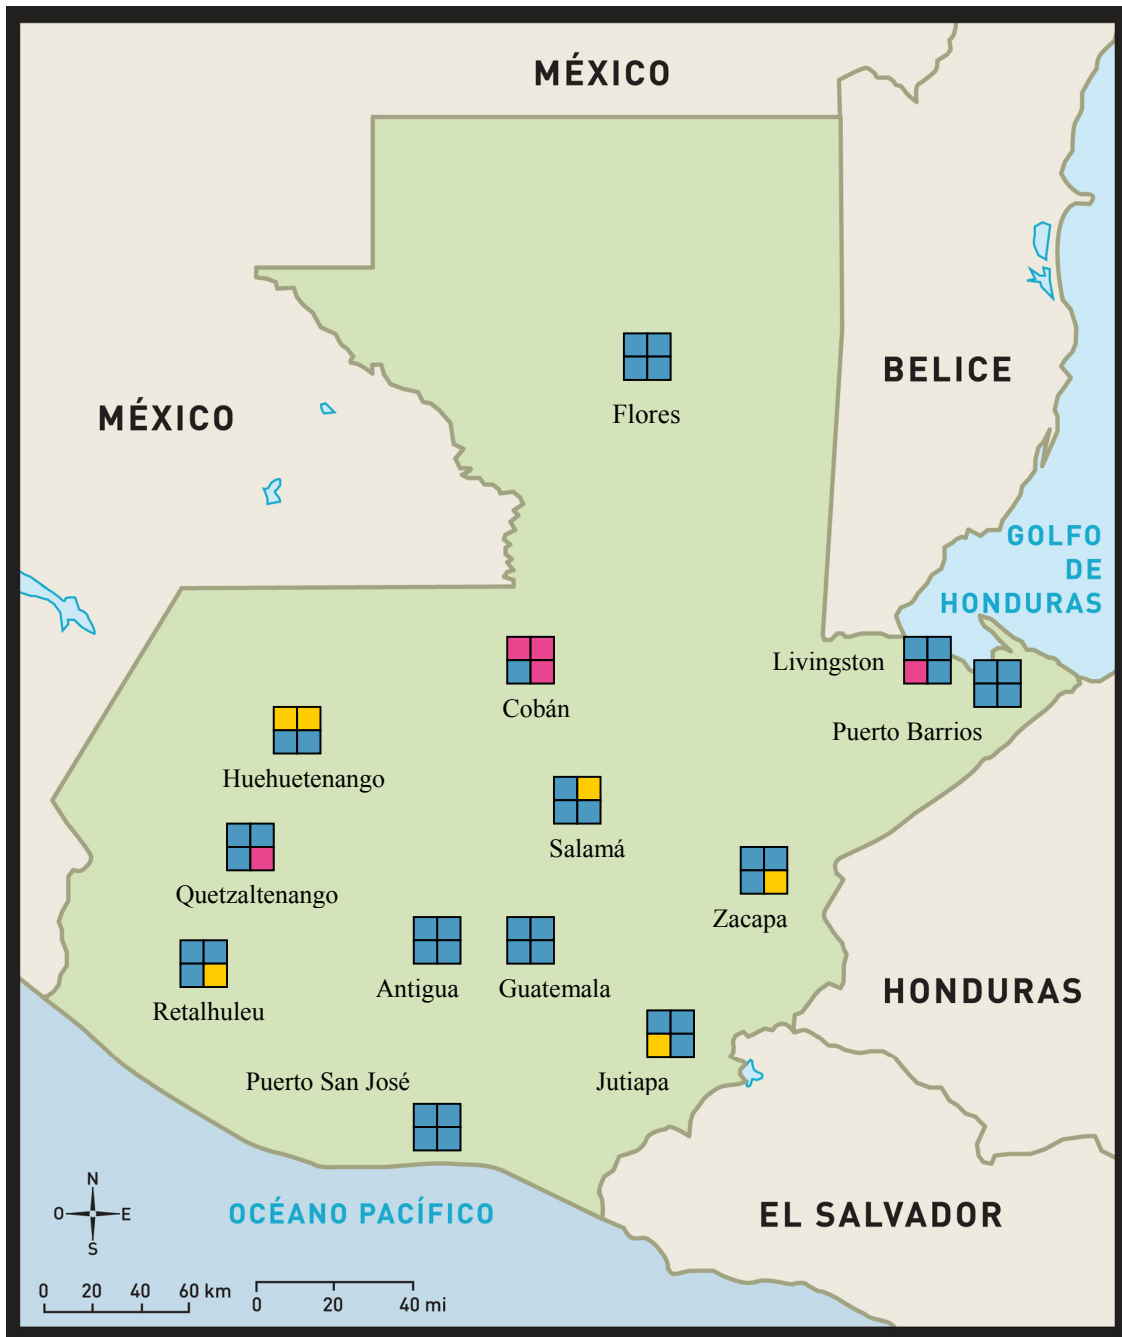 MÉXICO
BELICE
MÉXICO
Flores
GOLFO
DE
HONDURAS
Livingston
Cobán
Puerto Barrios
Huehuetenango
Salamá
Quetzaltenango
Zacapa
Antigua
Guatemala
HONDURAS
Retalhuleu
Puerto San José
Jutiapa
N
O E
S
OCÉANO PACÍFICO
EL SALVADOR
0 20 40 60 km
0 20 40 mi